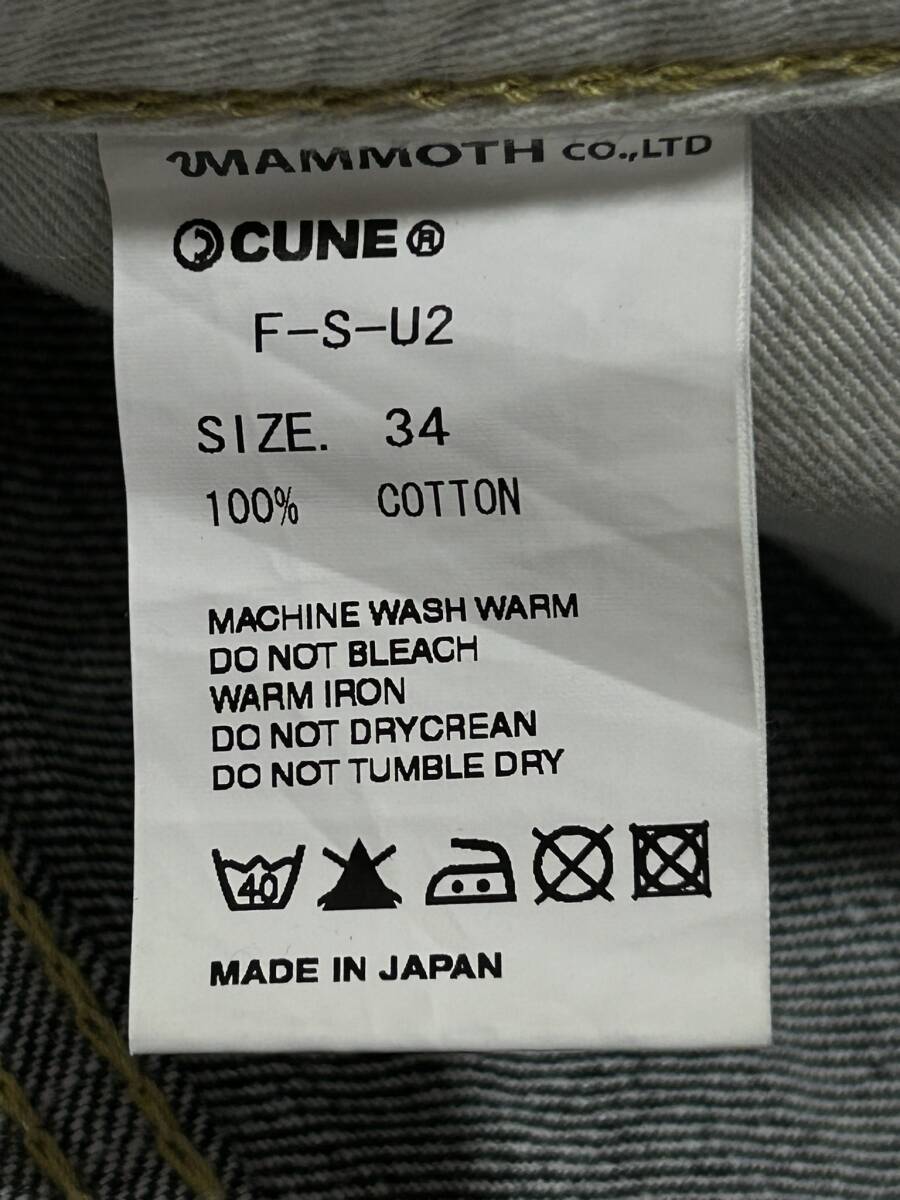 MAMMOTH CO.,LTD
CUNE®
F-S-U2
SIZE. 34
100% COTTON
MACHINE WASH WARM
DO NOT BLEACH
WARM IRON
DO NOT DRYCREAN
DO NOT TUMBLE DRY
40
MADE IN JAPAN